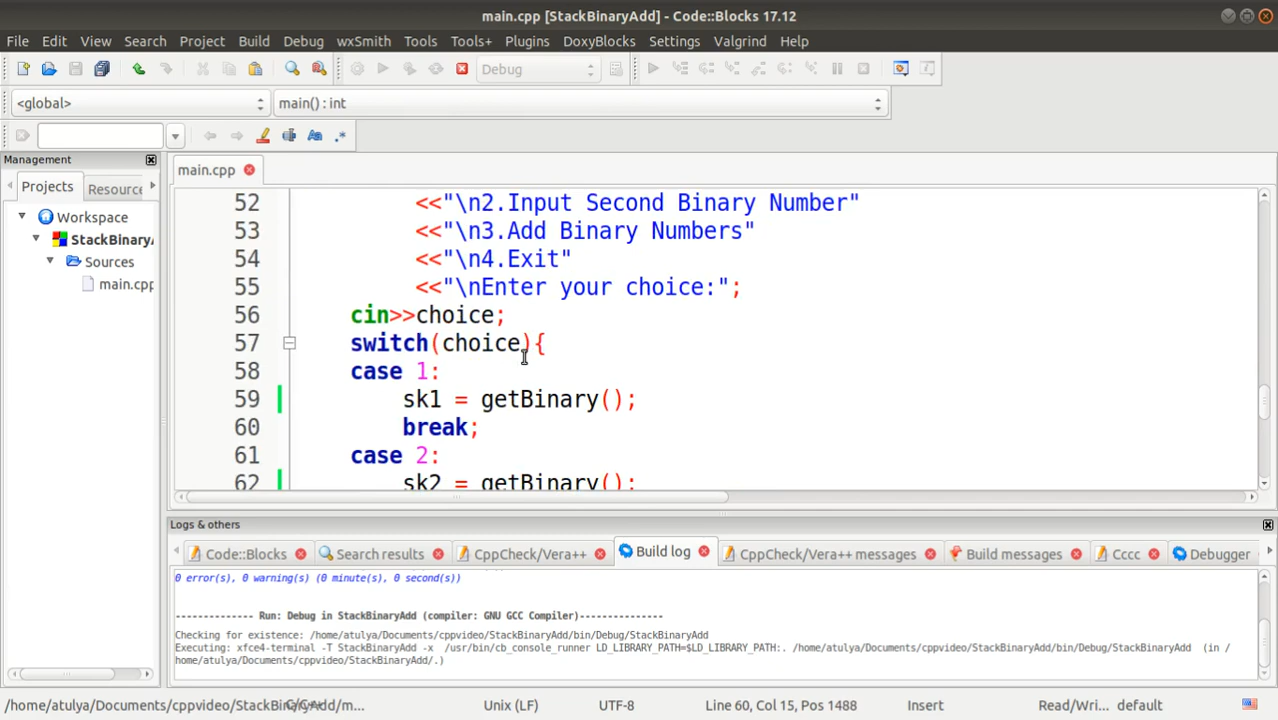 main.cpp [StackBinaryAdd] - Code::Blocks 17.12
File Edit View Search Project Build Debug wxSmith Tools Tools+ Plugins DoxyBlocks Settings Valgrind Help
Debug
<global> main() : int
Management
Projects Resource
Workspace
StackBinaryA
Sources
main.cpp
main.cpp
52 <<"\n2.Input Second Binary Number"
53 <<"\n3.Add Binary Numbers"
54 <<"\n4.Exit"
55 <<"\nEnter your choice:";
56 cin>>choice;
57 switch(choice){
58 case 1:
59 sk1 = getBinary();
60 break;
61 case 2:
62 sk2 = getBinary();
Logs & others
Code::Blocks Search results CppCheck/Vera++ Build log CppCheck/Vera++ messages Build messages Cccc Debugger
0 error(s), 0 warning(s) (0 minute(s), 0 second(s))
-------------- Run: Debug in StackBinaryAdd (compiler: GNU GCC Compiler)---------------
Checking for existence: /home/atulya/Documents/cppvideo/StackBinaryAdd/bin/Debug/StackBinaryAdd
Executing: xfce4-terminal -T StackBinaryAdd -x /usr/bin/cb_console_runner LD_LIBRARY_PATH=$LD_LIBRARY_PATH:. /home/atulya/Documents/cppvideo/StackBinaryAdd/bin/Debug/StackBinaryAdd (in /
home/atulya/Documents/cppvideo/StackBinaryAdd/.)
/home/atulya/Documents/cppvideo/StackBinaryAdd/m... Unix (LF) UTF-8 Line 60, Col 15, Pos 1488 Insert Read/Wri... default